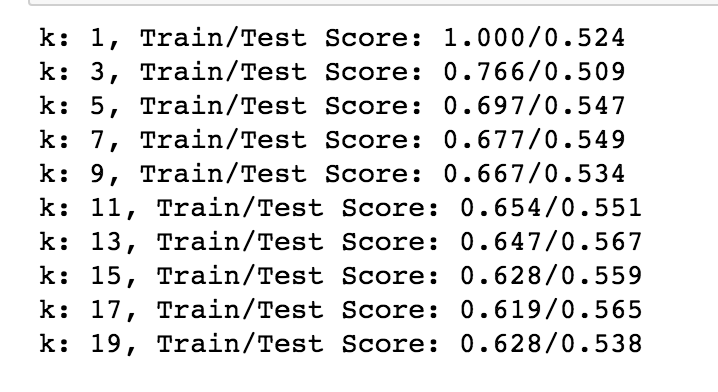 k: 1, Train/Test Score: 1.000/0.524
k: 3, Train/Test Score: 0.766/0.509
k: 5, Train/Test Score: 0.697/0.547
k: 7, Train/Test Score: 0.677/0.549
k: 9, Train/Test Score: 0.667/0.534
k: 11, Train/Test Score: 0.654/0.551
k: 13, Train/Test Score: 0.647/0.567
k: 15, Train/Test Score: 0.628/0.559
k: 17, Train/Test Score: 0.619/0.565
k: 19, Train/Test Score: 0.628/0.538